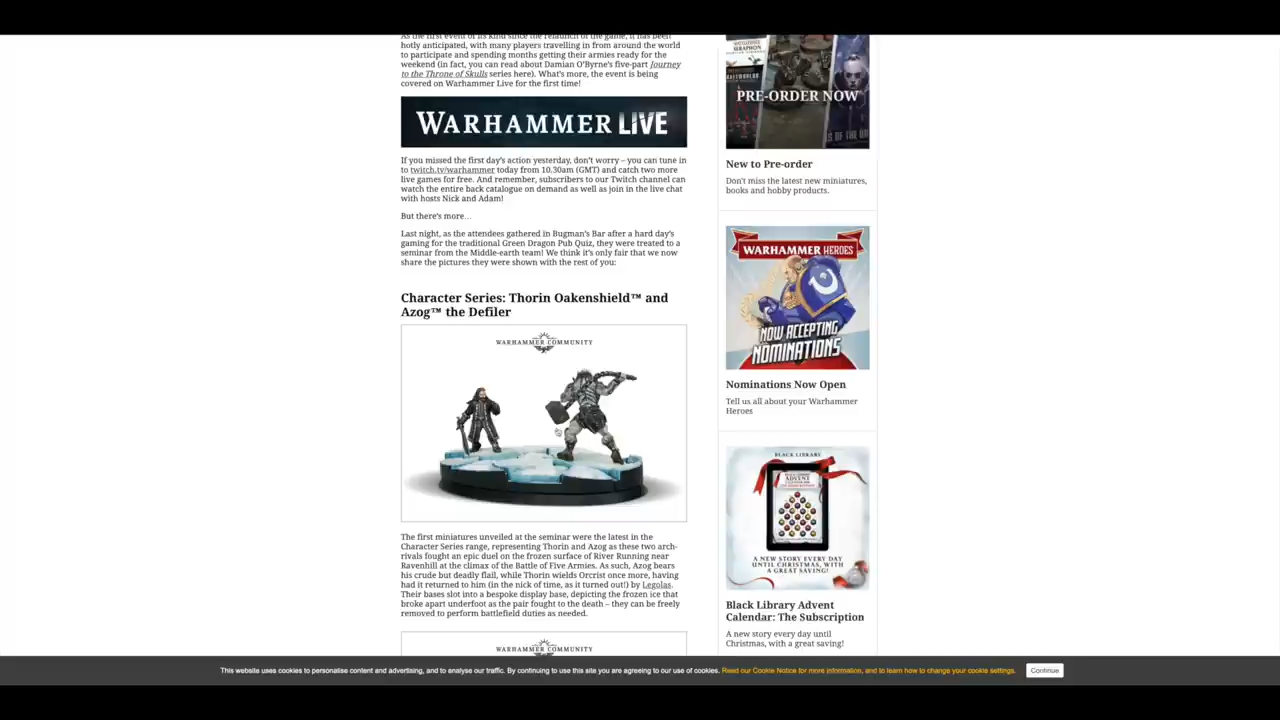 As the first event of its kind since the relaunch of the game, it has been
hotly anticipated, with many players travelling in from around the world
to participate and spending months getting their armies ready for the
weekend (in fact, you can read about Damian O'Byrne's five-part Journey
to the Throne of Skulls series here). What's more, the event is being
covered on Warhammer Live for the first time!
WARHAMMER LIVE
If you missed the first day's action yesterday, don't worry – you can tune in
to twitch.tv/warhammer today from 10.30am (GMT) and catch two more
live games for free. And remember, subscribers to our Twitch channel can
watch the entire back catalogue on demand as well as join in the live chat
with hosts Nick and Adam!
But there's more…
Last night, as the attendees gathered in Bugman's Bar after a hard day's
gaming for the traditional Green Dragon Pub Quiz, they were treated to a
seminar from the Middle-earth team! We think it's only fair that we now
share the pictures they were shown with the rest of you:
Character Series: Thorin Oakenshield™ and
Azog™ the Defiler
WARHAMMER COMMUNITY
The first miniatures unveiled at the seminar were the latest in the
Character Series range, representing Thorin and Azog as these two arch-
rivals fought an epic duel on the frozen surface of River Running near
Ravenhill at the climax of the Battle of Five Armies. As such, Azog bears
his crude but deadly flail, while Thorin wields Orcrist once more, having
had it returned to him (in the nick of time, as it turned out!) by Legolas.
Their bases slot into a bespoke display base, depicting the frozen ice that
broke apart underfoot as the pair fought to the death – they can be freely
removed to perform battlefield duties as needed.
WARHAMMER COMMUNITY
SERAPHON
PRE-ORDER NOW
New to Pre-order
Don't miss the latest new miniatures,
books and hobby products.
WARHAMMER HEROES
NOW ACCEPTING
NOMINATIONS
Nominations Now Open
Tell us all about your Warhammer
Heroes
BLACK LIBRARY
ADVENT
A NEW STORY EVERY DAY
UNTIL CHRISTMAS, WITH
A GREAT SAVING!
Black Library Advent
Calendar: The Subscription
A new story every day until
Christmas, with a great saving!
This website uses cookies to personalise content and advertising, and to analyse our traffic. By continuing to use this site you are agreeing to our use of cookies. Read our Cookie Notice for more information, and to learn how to change your cookie settings.
Continue